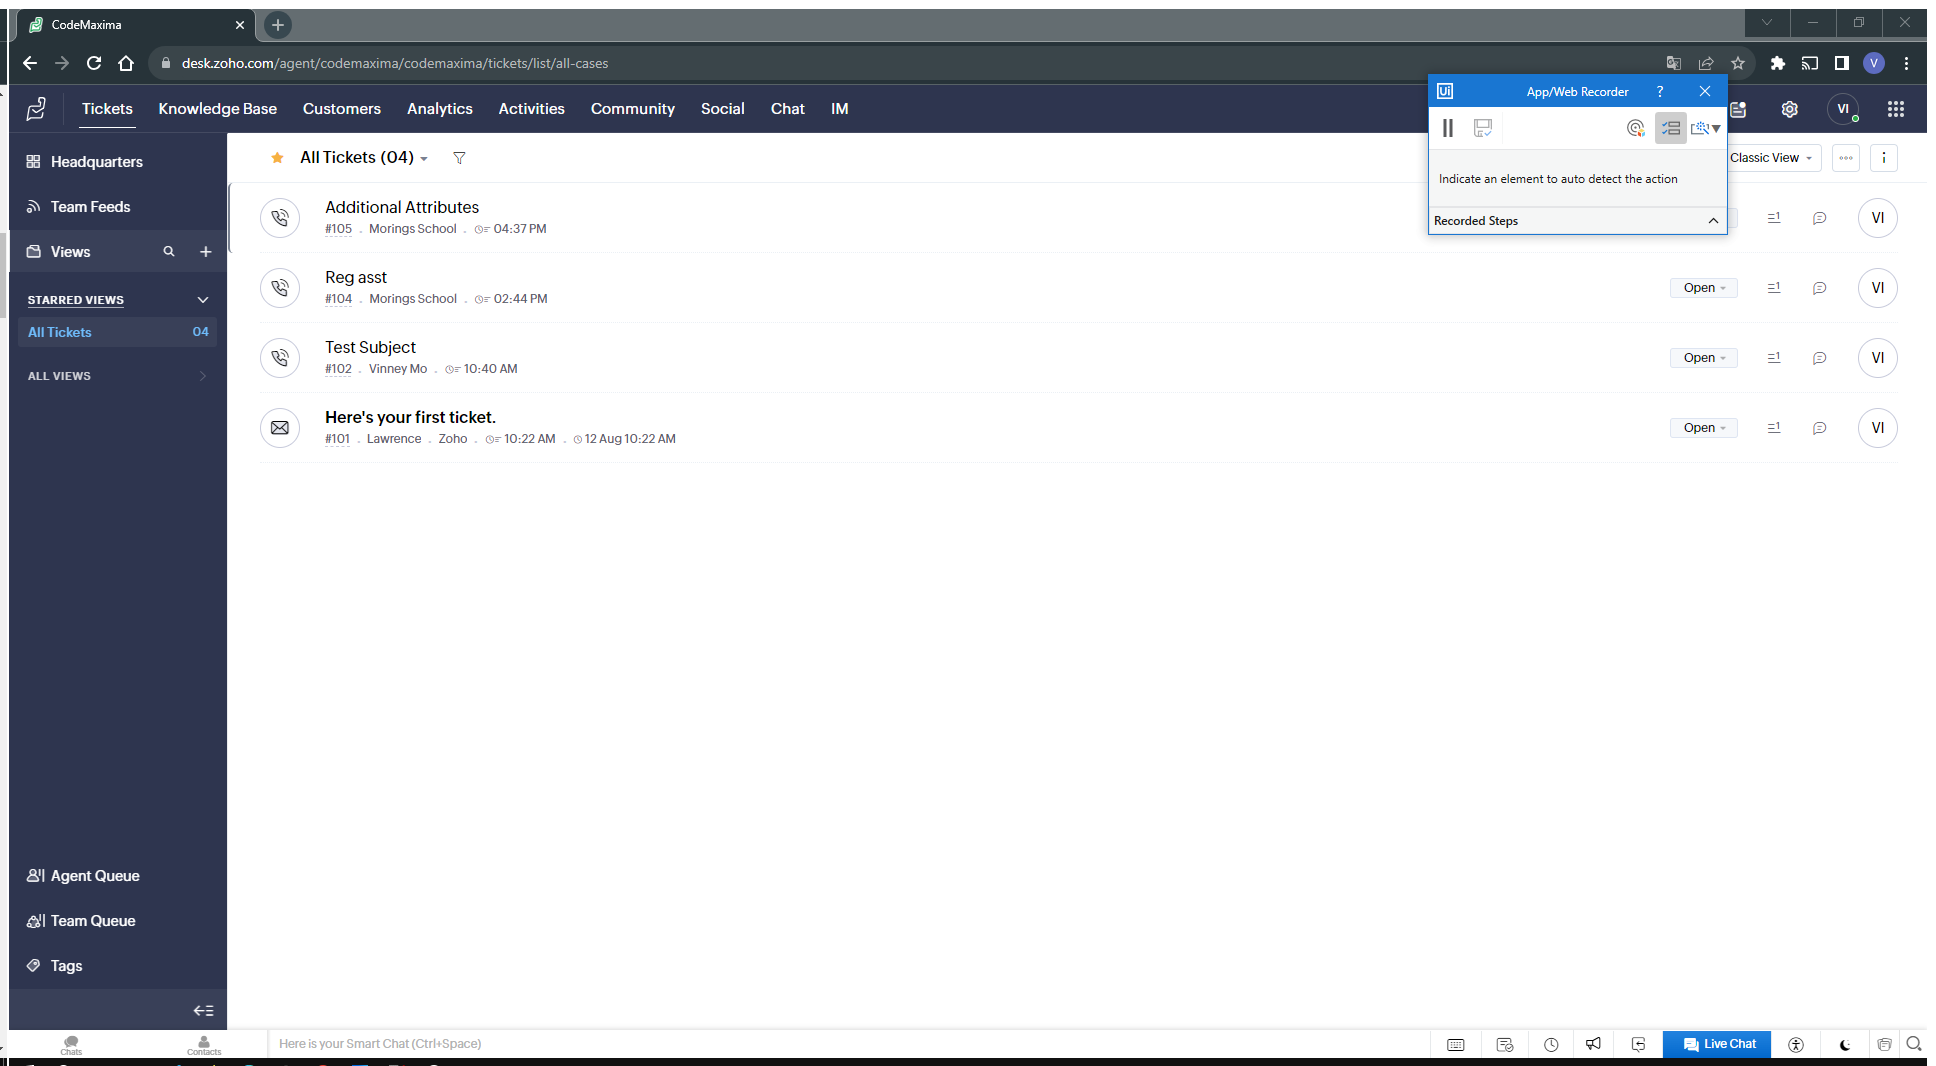 CodeMaxima
desk.zoho.com/agent/codemaxima/codemaxima/tickets/list/all-cases
V
Ui App/Web Recorder ?
Tickets Knowledge Base Customers Analytics Activities Community Social Chat IM
VI
Headquarters
Team Feeds
Views
STARRED VIEWS
All Tickets 04
ALL VIEWS
Agent Queue
Team Queue
Tags
All Tickets (04)
Classic View
Indicate an element to auto detect the action
Recorded Steps
Additional Attributes
#105 . Morings School . 04:37 PM
1 VI
Reg asst
#104 . Morings School . 02:44 PM
Open 1 VI
Test Subject
#102 . Vinney Mo . 10:40 AM
Open 1 VI
Here's your first ticket.
#101 . Lawrence . Zoho . 10:22 AM . 12 Aug 10:22 AM
Open 1 VI
Chats Contacts Here is your Smart Chat (Ctrl+Space) Live Chat